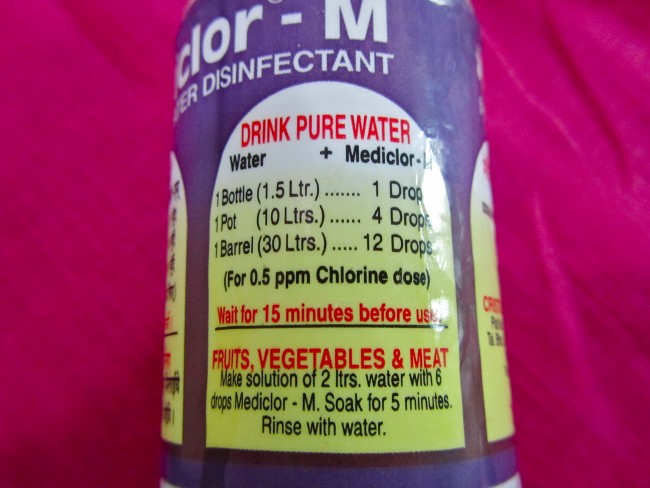 clor - M
ER DISINFECTANT
DRINK PURE WATER
Water + Mediclor-M
1 Bottle (1.5 Ltr.) ....... 1 Drop
1 Pot (10 Ltrs.) ...... 4 Drops
1 Barrel (30 Ltrs.) ..... 12 Drops
(For 0.5 ppm Chlorine dose)
Wait for 15 minutes before use.
FRUITS, VEGETABLES & MEAT
Make solution of 2 ltrs. water with 6
drops Mediclor - M. Soak for 5 minutes.
Rinse with water.